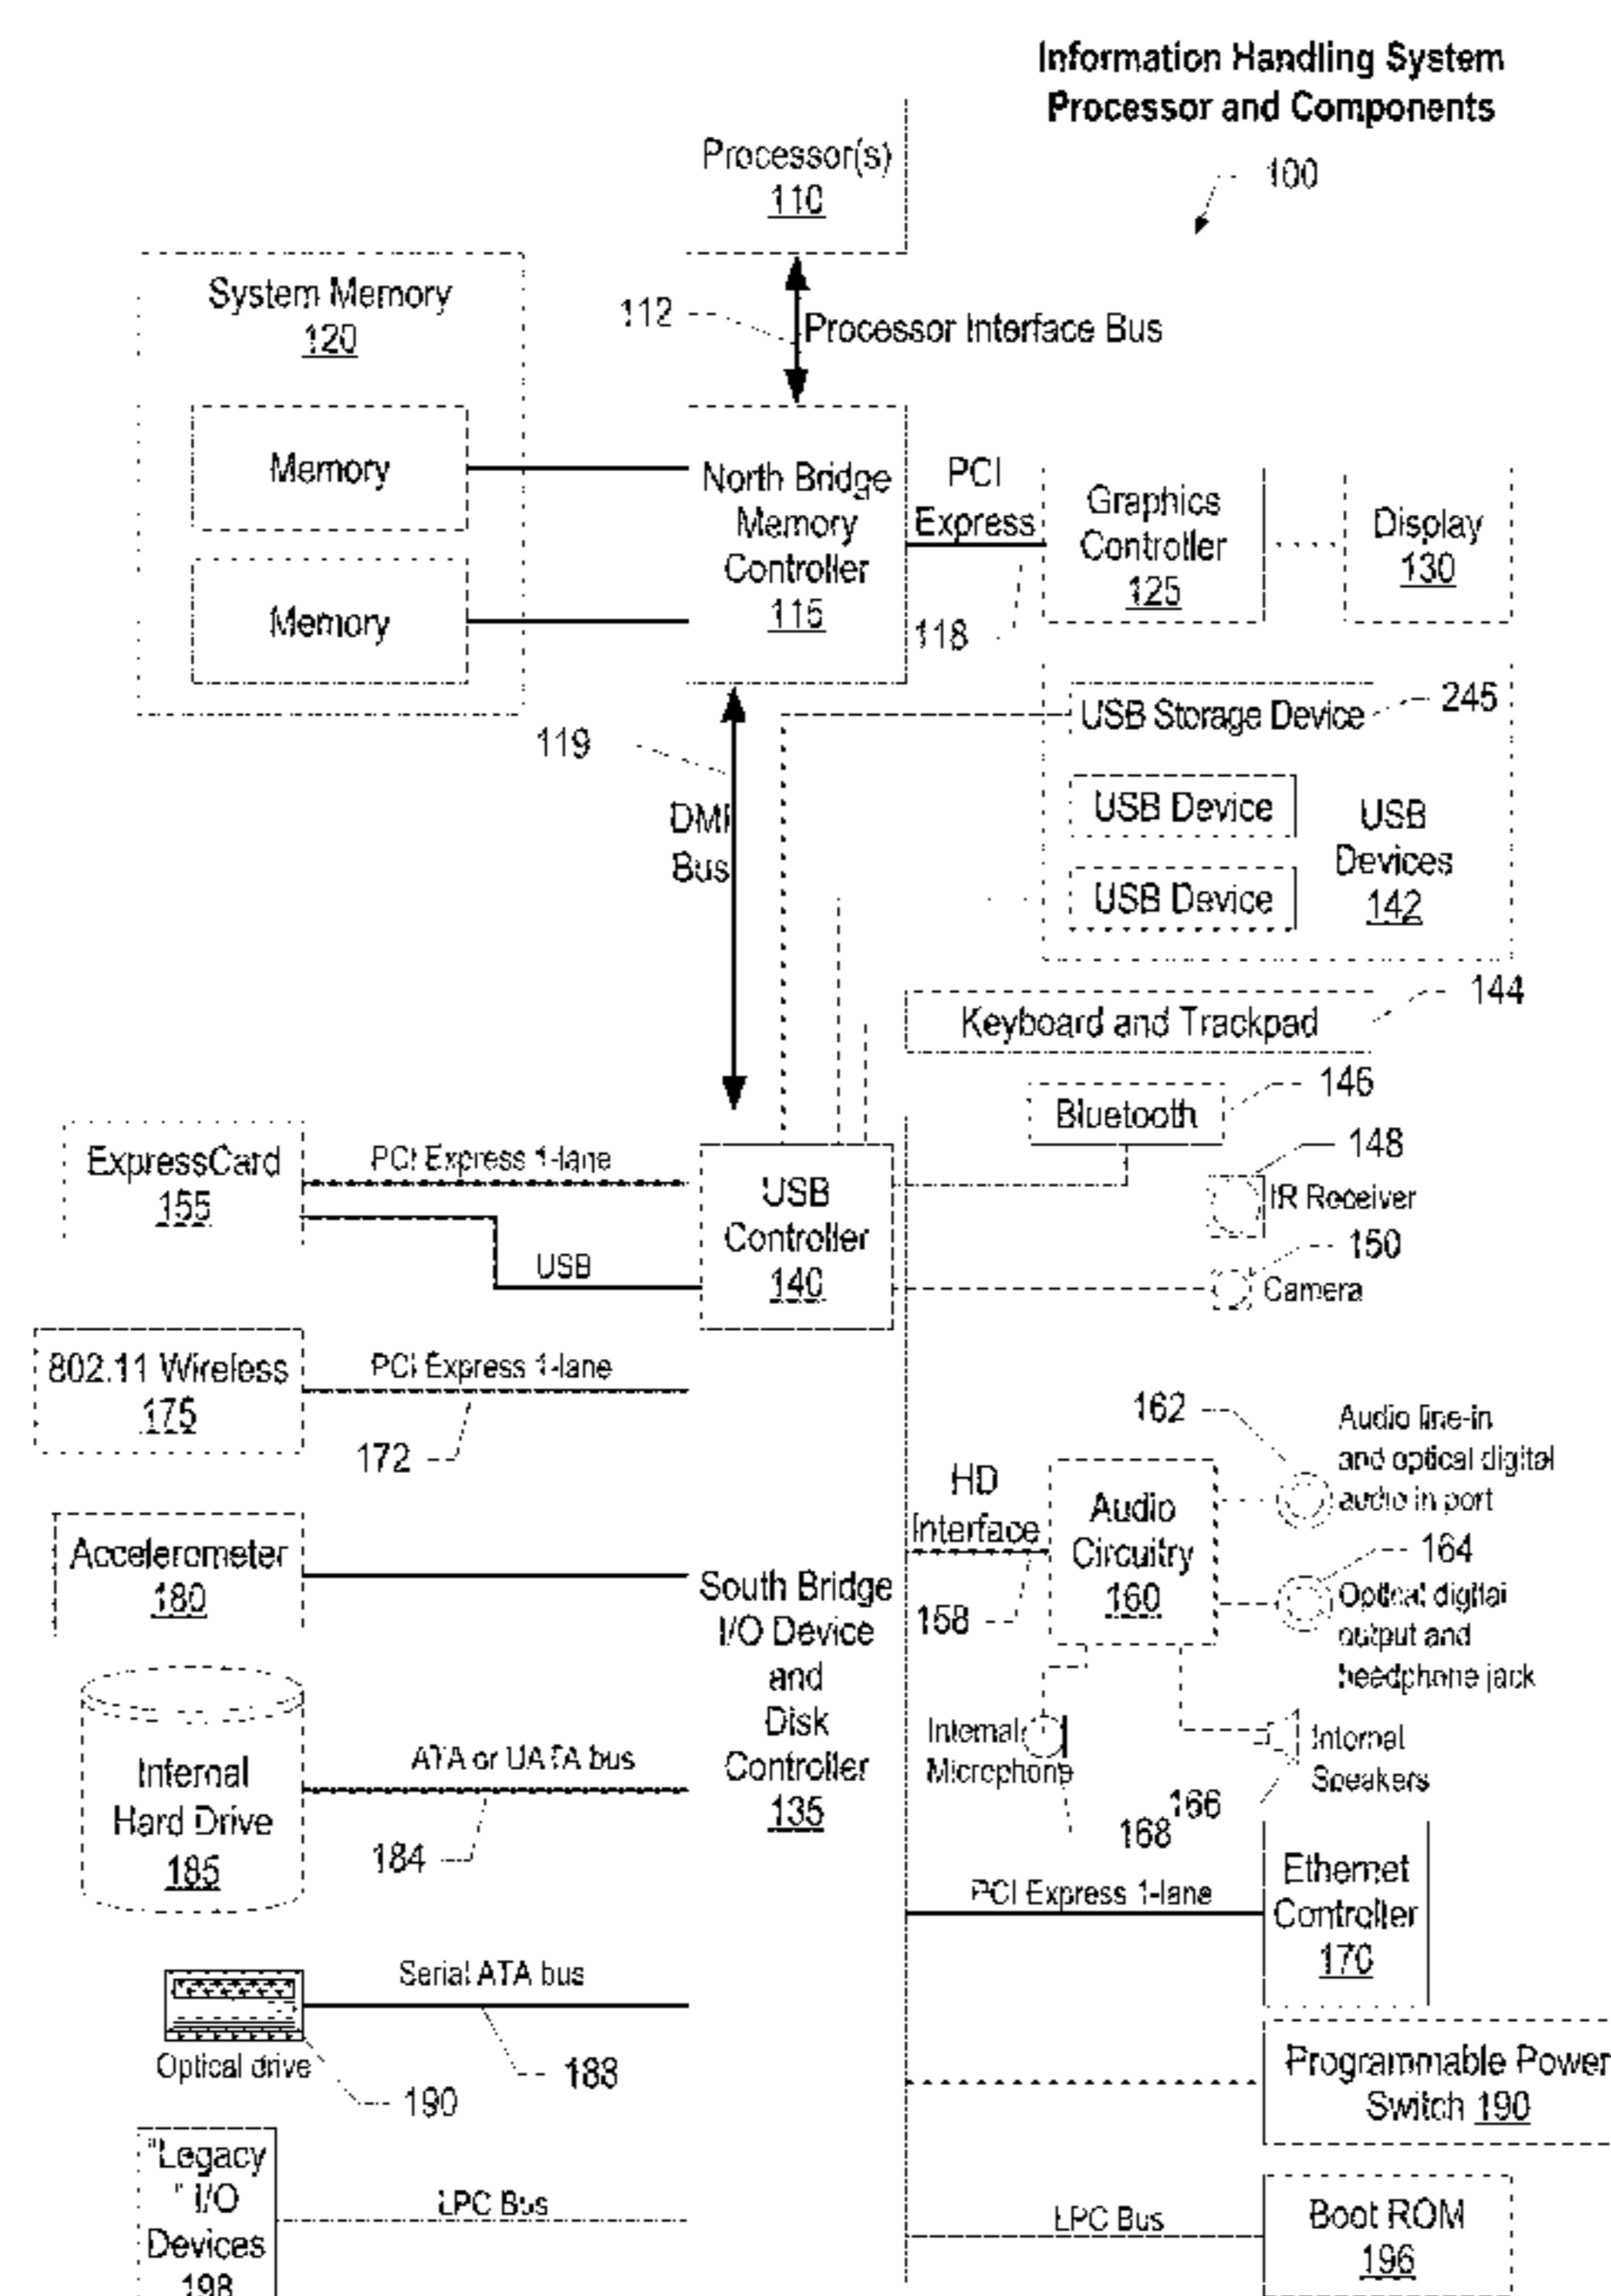 Information Handling System
Processor and Components
100
Processor(s)
110
System Memory
120
112
Processor Interface Bus
Memory
Memory
North Bridge
Memory
Controller
115
PCI
Express
118
Graphics
Controller
125
Display
130
119
DMI
Bus
USB Storage Device
245
USB Device
USB Device
USB
Devices
142
Keyboard and Trackpad
144
Bluetooth
146
148
IR Receiver
150
Camera
ExpressCard
155
PCI Express 1-lane
USB
USB
Controller
140
802.11 Wireless
175
PCI Express 1-lane
172
162
Audio line-in
and optical digital
audio in port
HD
Interface
158
Audio
Circuitry
160
164
Optical digital
output and
headphone jack
Accelerometer
180
South Bridge
I/O Device
and
Disk
Controller
135
Internal
Microphone
168
166
Internal
Speakers
Internal
Hard Drive
185
ATA or UATA bus
184
PCI Express 1-lane
Ethernet
Controller
170
Serial ATA bus
188
Optical drive
190
Programmable Power
Switch 190
"Legacy
" I/O
Devices
198
LPC Bus
LPC Bus
Boot ROM
196